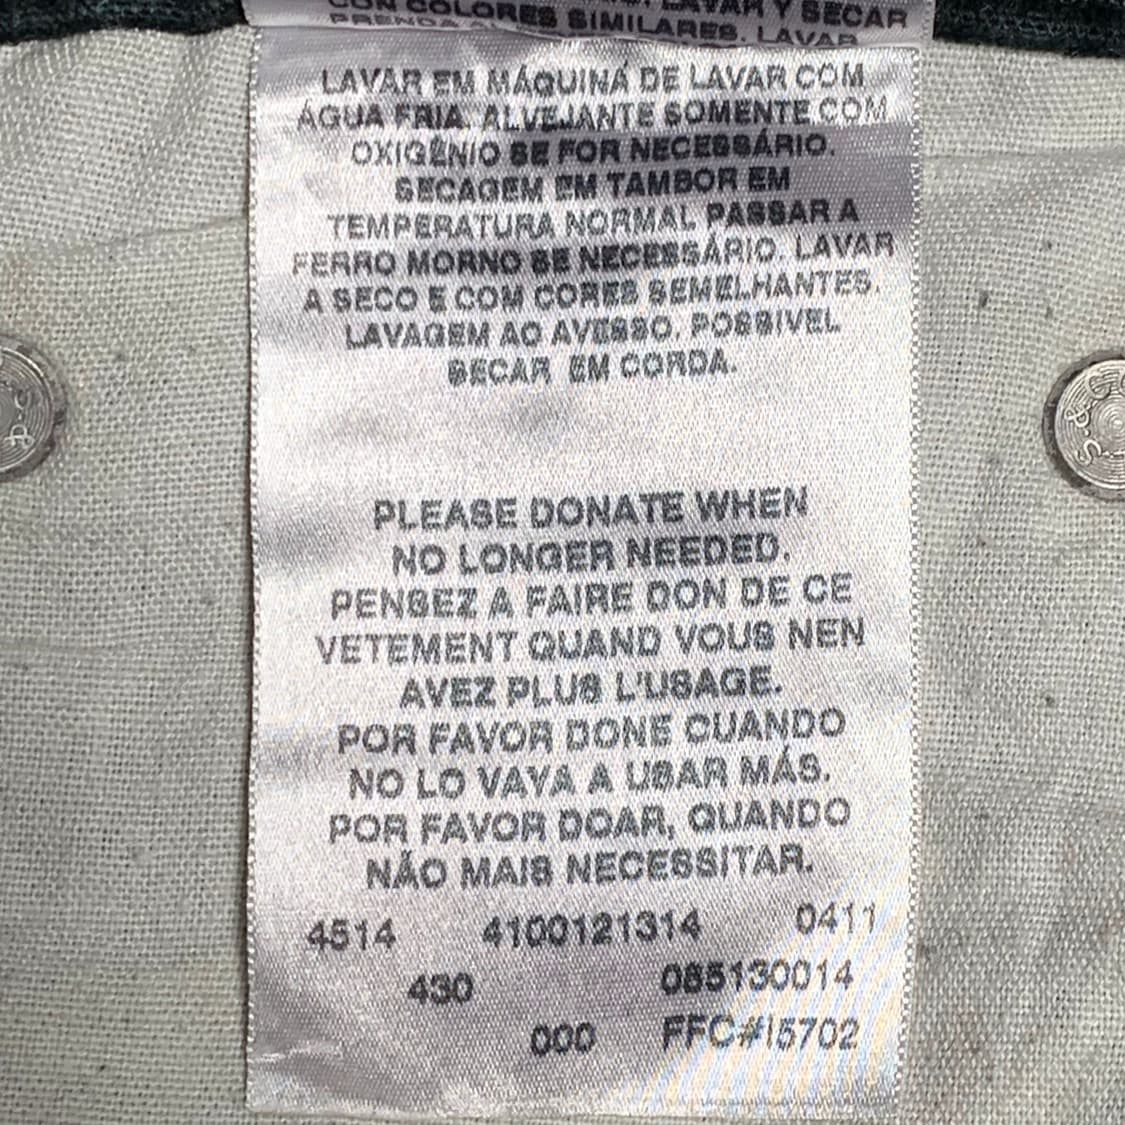 LAVAR Y SECAR
CON COLORES SIMILARES. LAVAR
LAVAR EM MÁQUINÁ DE LAVAR COM
ÁGUA FRIA. ALVEJANTE SOMENTE COM
OXIGÊNIO SE FOR NECESSÁRIO.
SECAGEM EM TAMBOR EM
TEMPERATURA NORMAL PASSAR A
FERRO MORNO SE NECESSÁRIO. LAVAR
A SECO E COM CORES SEMELHANTES.
LAVAGEM AO AVESSO. POSSIVEL
SECAR EM CORDA.
PLEASE DONATE WHEN
NO LONGER NEEDED.
PENSEZ A FAIRE DON DE CE
VETEMENT QUAND VOUS NEN
AVEZ PLUS L'USAGE.
POR FAVOR DONE CUANDO
NO LO VAYA A USAR MÁS.
POR FAVOR DOAR, QUANDO
NÃO MAIS NECESSITAR.
4514 4100121314 0411
430 085130014
000 FFC#I5702